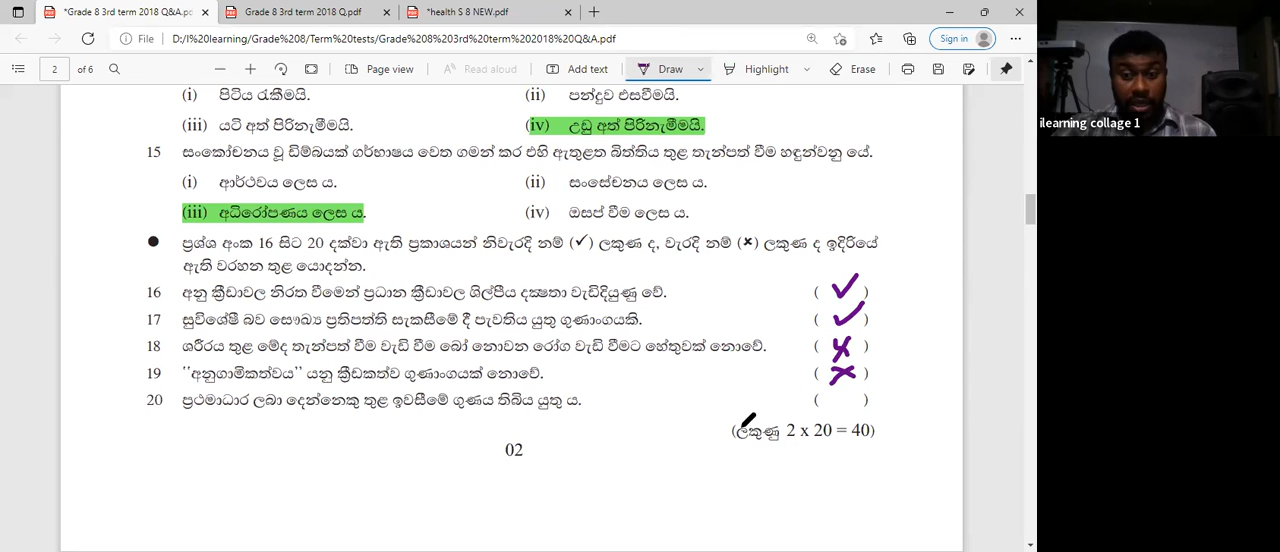 *Grade 8 3rd term 2018 Q&A.pdf
Grade 8 3rd term 2018 Q.pdf
*health S 8 NEW.pdf
File D:/I%20learning/Grade%208/Term%20tests/Grade%208%203rd%20term%202018%20Q&A.pdf Sign in
2 of 6 Page view Read aloud Add text Draw Highlight Erase
(i) පිටිය රැකීමයි. (ii) පන්දුව එසවීමයි.
(iii) යටි අත් පිරිනැමීමයි. (iv) උඩු අත් පිරිනැමීමයි.
15 සංකෝචනය වූ ඩිම්බයක් ගර්භාෂය වෙත ගමන් කර එහි ඇතුළත බිත්තිය තුළ තැන්පත් වීම හඳුන්වනු යේ.
(i) ආර්ථවය ලෙස ය. (ii) සංසේචනය ලෙස ය.
(iii) අධිරෝපණය ලෙස ය. (iv) ඔසප් වීම ලෙස ය.
● ප්‍රශ්ශ අංක 16 සිට 20 දක්වා ඇති ප්‍රකාශයන් නිවැරදි නම් (✓) ලකුණ ද, වැරදි නම් (✗) ලකුණ ද ඉදිරියේ
ඇති වරහන තුළ යොදන්න.
16 අනු ක්‍රීඩාවල නිරත වීමෙන් ප්‍රධාන ක්‍රීඩාවල ශිල්පීය දක්‍ෂතා වැඩිදියුණු වේ. (✓)
17 සුවිශේෂී බව සෞඛ්‍ය ප්‍රතිපත්ති සැකසීමේ දී පැවතිය යුතු ගුණාංගයකි. (✓)
18 ශරීරය තුළ මේද තැන්පත් වීම වැඩි වීම බෝ නොවන රෝග වැඩි වීමට හේතුවක් නොවේ. (✗)
19 "අනුගාමිකත්වය" යනු ක්‍රීඩකත්ව ගුණාංගයක් නොවේ. (✗)
20 ප්‍රථමාධාර ලබා දෙන්නෙකු තුළ ඉවසීමේ ගුණය තිබිය යුතු ය. ( )
(ලකුණු 2 x 20 = 40)
02
ilearning collage 1